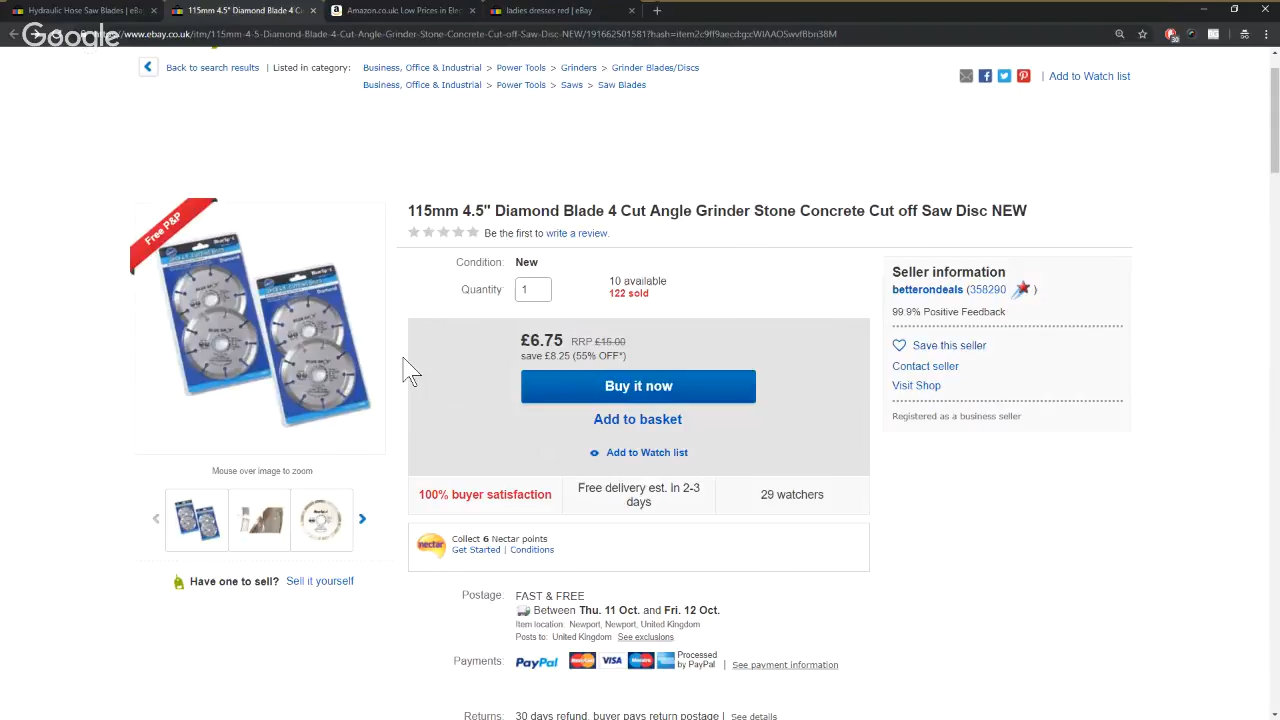 Hydraulic Hose Saw Blades | eBay
115mm 4.5" Diamond Blade 4 Cu
Amazon.co.uk: Low Prices in Elec
ladies dresses red | eBay
Google
https://www.ebay.co.uk/itm/115mm-4-5-Diamond-Blade-4-Cut-Angle-Grinder-Stone-Concrete-Cut-off-Saw-Disc-NEW/191662501581?hash=item2c9ff9aecd:g:cWIAAOSwvfBbn38M
30
Back to search results | Listed in category: Business, Office & Industrial > Power Tools > Grinders > Grinder Blades/Discs
Business, Office & Industrial > Power Tools > Saws > Saw Blades
| Add to Watch list
Free P&P
115mm 4.5" Diamond Blade 4 Cut Angle Grinder Stone Concrete Cut off Saw Disc NEW
Be the first to write a review.
Condition: New
Quantity: 1
10 available
122 sold
£6.75 RRP £15.00
save £8.25 (55% OFF*)
Buy it now
Add to basket
Add to Watch list
100% buyer satisfaction
Free delivery est. in 2-3
days
29 watchers
Seller information
betterondeals (358290 )
99.9% Positive Feedback
Save this seller
Contact seller
Visit Shop
Registered as a business seller
Mouse over image to zoom
Have one to sell? Sell it yourself
nectar
Collect 6 Nectar points
Get Started | Conditions
Postage: FAST & FREE
Between Thu. 11 Oct. and Fri. 12 Oct.
Item location: Newport, Newport, United Kingdom
Posts to: United Kingdom See exclusions
Payments: PayPal VISA Processed
by PayPal | See payment information
Returns: 30 days refund, buyer pays return postage | See details